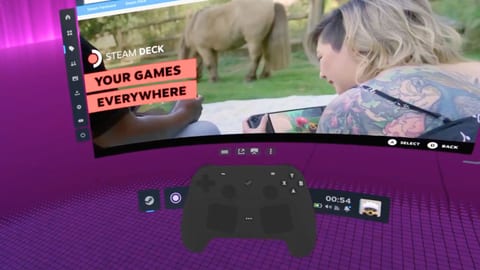 STEAM DECK
YOUR GAMES
EVERYWHERE
A SELECT
BACK
Y
X
B
A
00:54